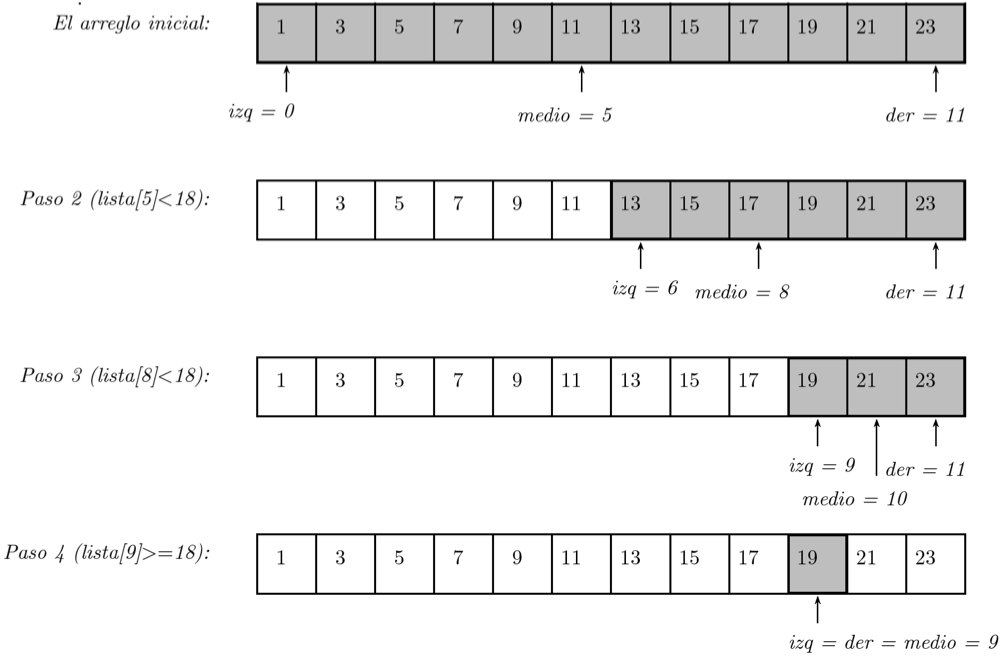 El arreglo inicial: 1 3 5 7 9 11 13 15 17 19 21 23
izq = 0 medio = 5 der = 11
Paso 2 (lista[5]<18): 1 3 5 7 9 11 13 15 17 19 21 23
izq = 6 medio = 8 der = 11
Paso 3 (lista[8]<18): 1 3 5 7 9 11 13 15 17 19 21 23
izq = 9 der = 11
medio = 10
Paso 4 (lista[9]>=18): 1 3 5 7 9 11 13 15 17 19 21 23
izq = der = medio = 9